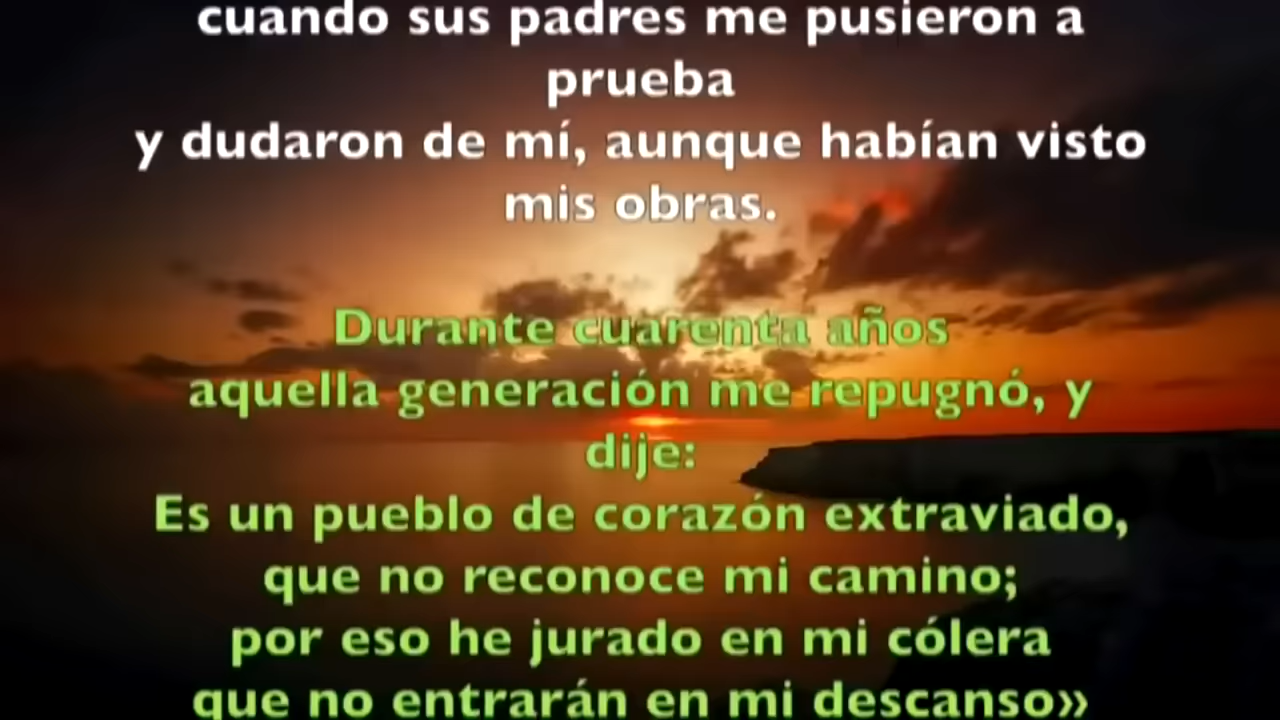 cuando sus padres me pusieron a
prueba
y dudaron de mí, aunque habían visto
mis obras.
Durante cuarenta años
aquella generación me repugnó, y
dije:
Es un pueblo de corazón extraviado,
que no reconoce mi camino;
por eso he jurado en mi cólera
que no entrarán en mi descanso»